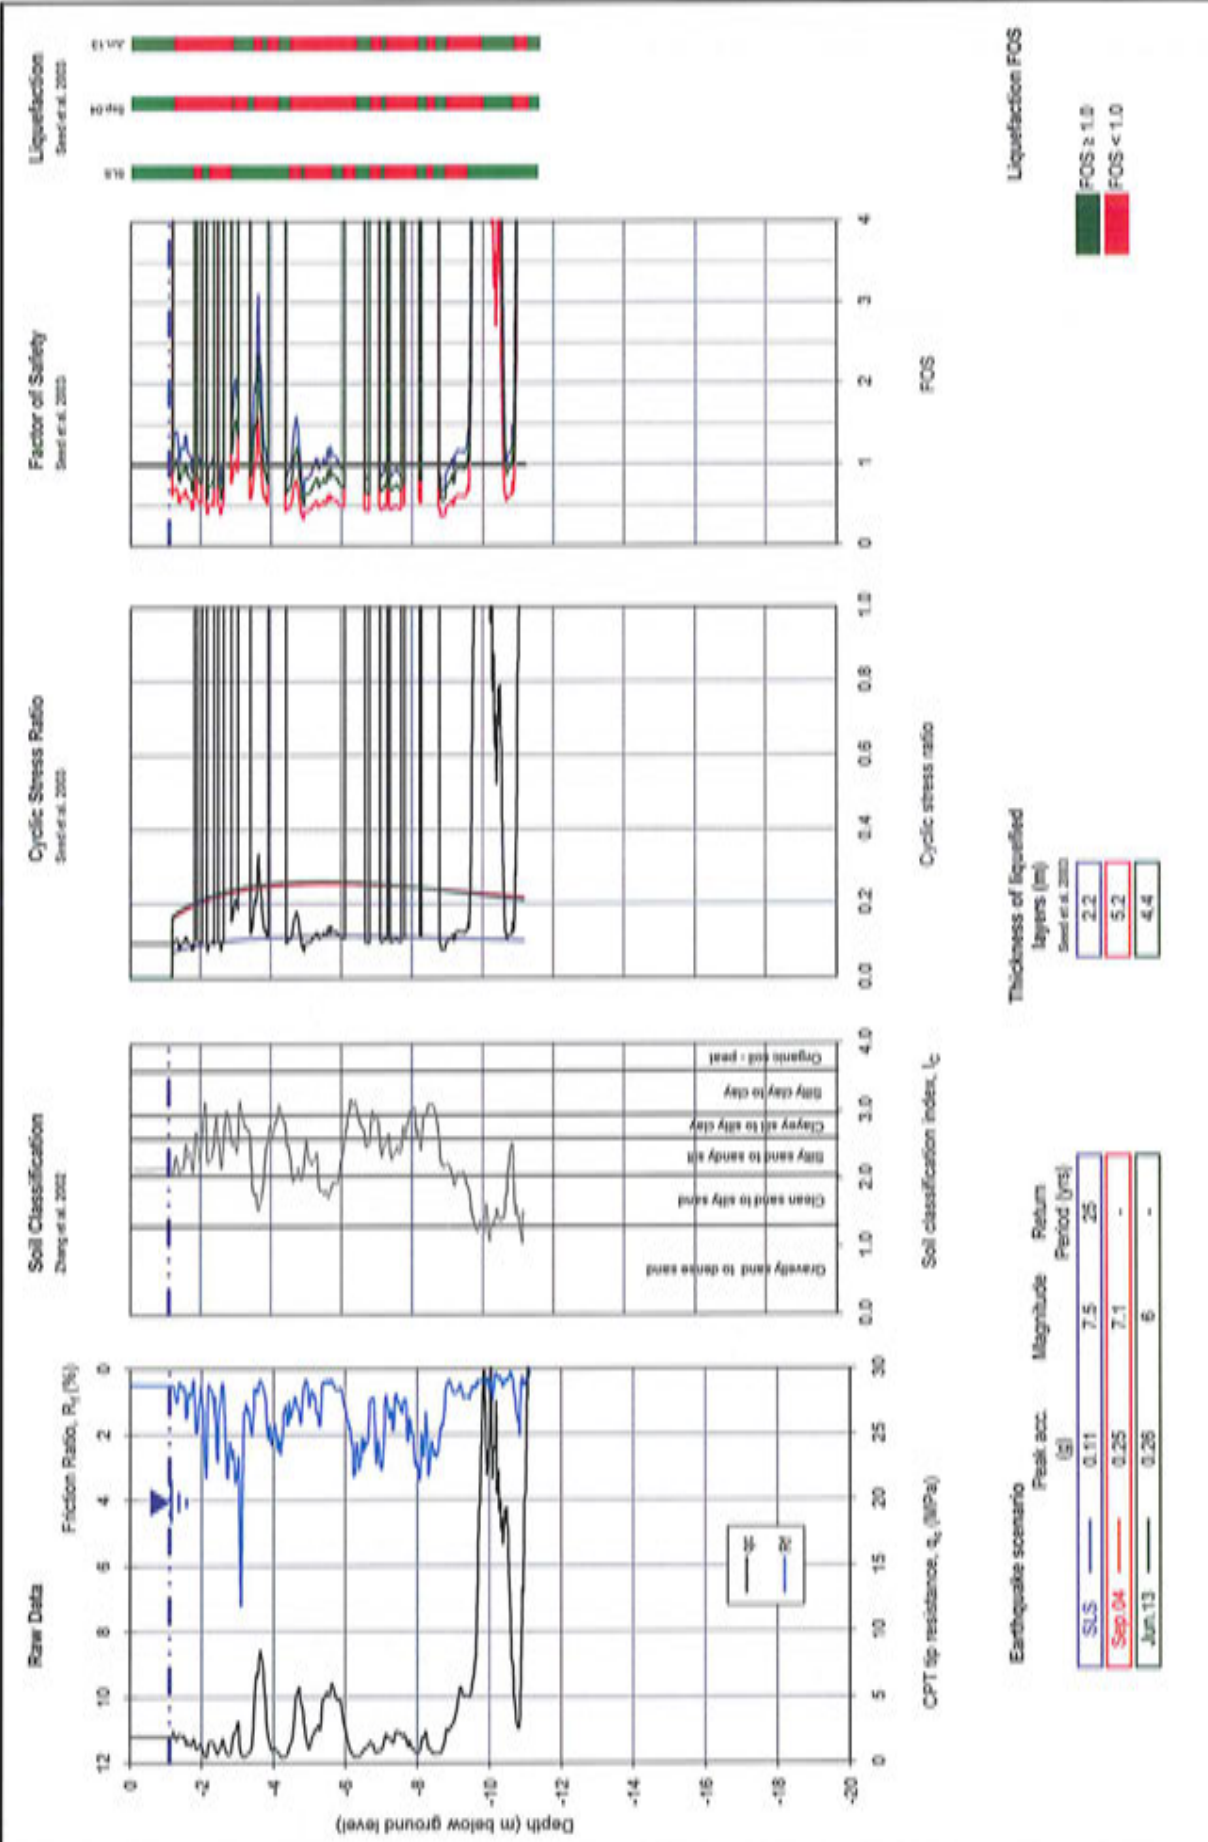 Raw Data
Friction Ratio, Rf (%)
12 10 8 6 4 2 0
0
-2
-4
-6
-8
-10
-12
-14
-16
-18
-20
Depth (m below ground level)
qc
Rf
0 5 10 15 20 25 30
CPT tip resistance, qc (MPa)
Soil Classification
Zhang et al. 2002
Gravelly sand to dense sand
Clean sand to silty sand
Silty sand to sandy silt
Clayey silt to silty clay
Silty clay to clay
Organic soil - peat
0.0 1.0 2.0 3.0 4.0
Soil classification index, IC
Cyclic Stress Ratio
Seed et al. 2003
0.0 0.2 0.4 0.6 0.8 1.0
Cyclic stress ratio
Factor of Safety
Seed et al. 2003
0 1 2 3 4
FOS
Liquefaction
Seed et al. 2003
SLS
Sep.04
Jun.13
Earthquake scenario
Peak acc. (g)
Magnitude
Return Period (yrs)
SLS 0.11 7.5 25
Sep.04 0.25 7.1 -
Jun.13 0.26 6 -
Thickness of liquefied
layers (m)
Seed et al. 2003
2.2
5.2
4.4
Liquefaction FOS
FOS ≥ 1.0
FOS < 1.0